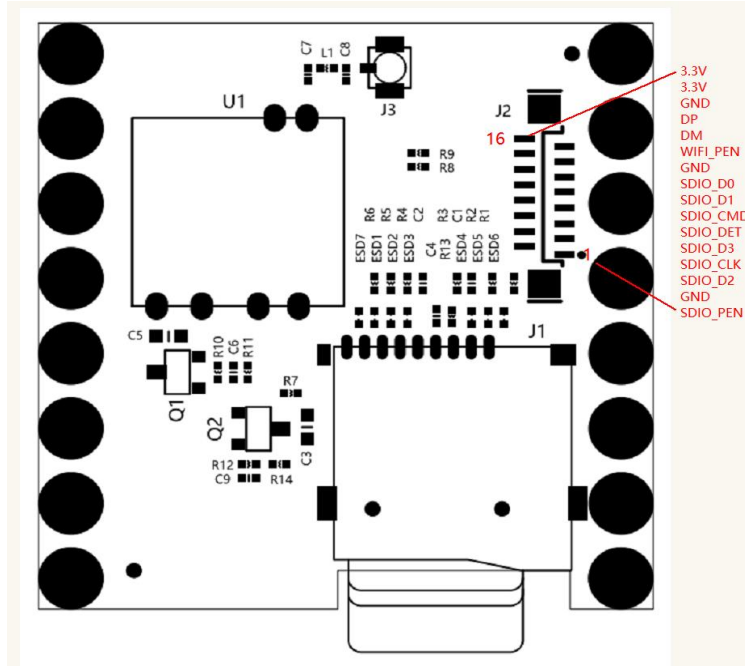 C7
L1
C8
J3
U1
J2
16
R9
R8
R6
R5
R4
C2
R3
C1
R2
R1
ESD7
ESD1
ESD2
ESD3
C4
R13
ESD4
ESD5
ESD6
1
J1
C5
Q1
R10
C6
R11
R7
Q2
C3
R12
C9
R14
3.3V
3.3V
GND
DP
DM
WIFI_PEN
GND
SDIO_D0
SDIO_D1
SDIO_CMD
SDIO_DET
SDIO_D3
SDIO_CLK
SDIO_D2
GND
SDIO_PEN